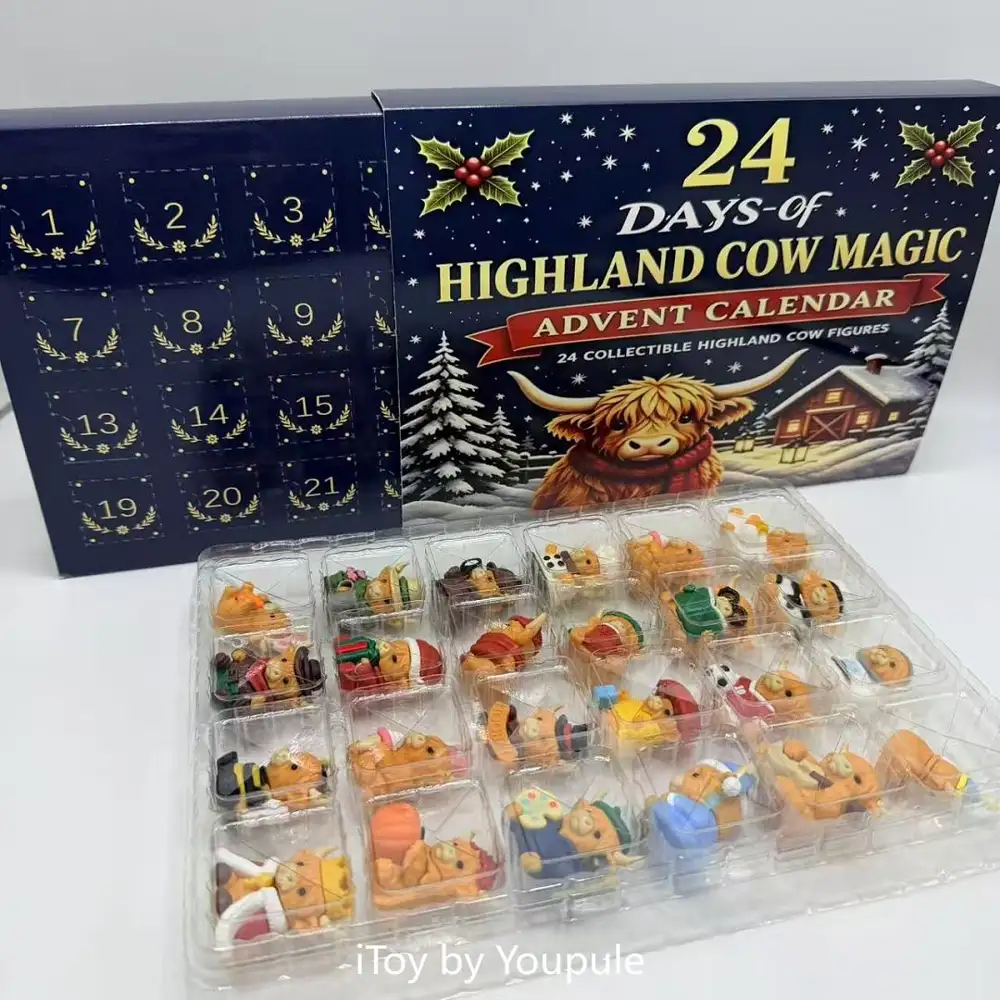 1 2 3
7 8 9
13 14 15
19 20 21
24
DAYS-of
HIGHLAND COW MAGIC
ADVENT CALENDAR
24 COLLECTIBLE HIGHLAND COW FIGURES
iToy by Youpule